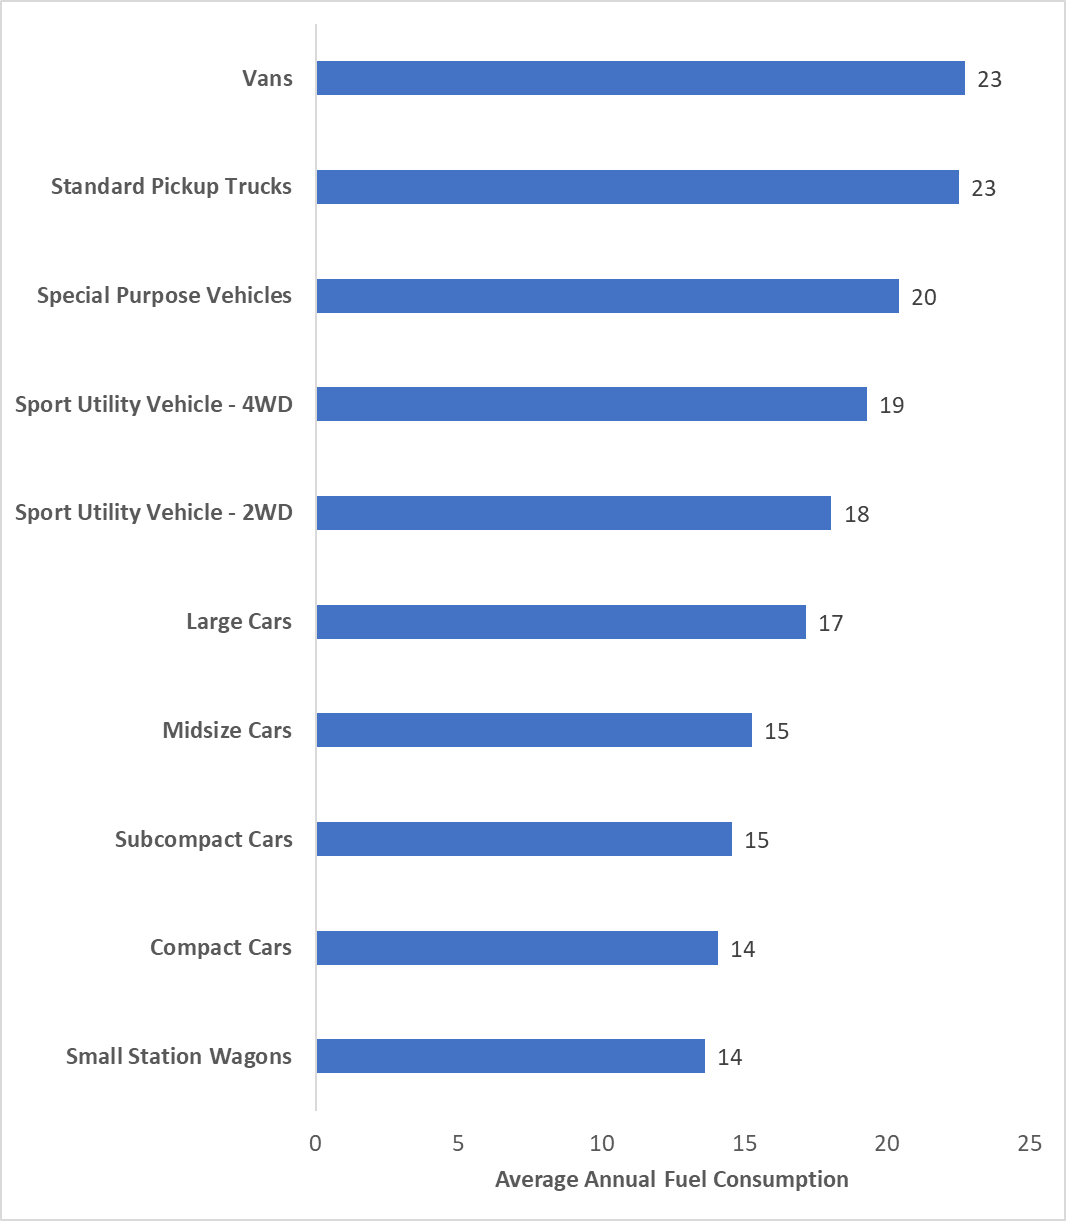 Vans 23
Standard Pickup Trucks 23
Special Purpose Vehicles 20
Sport Utility Vehicle - 4WD 19
Sport Utility Vehicle - 2WD 18
Large Cars 17
Midsize Cars 15
Subcompact Cars 15
Compact Cars 14
Small Station Wagons 14
0 5 10 15 20 25
Average Annual Fuel Consumption